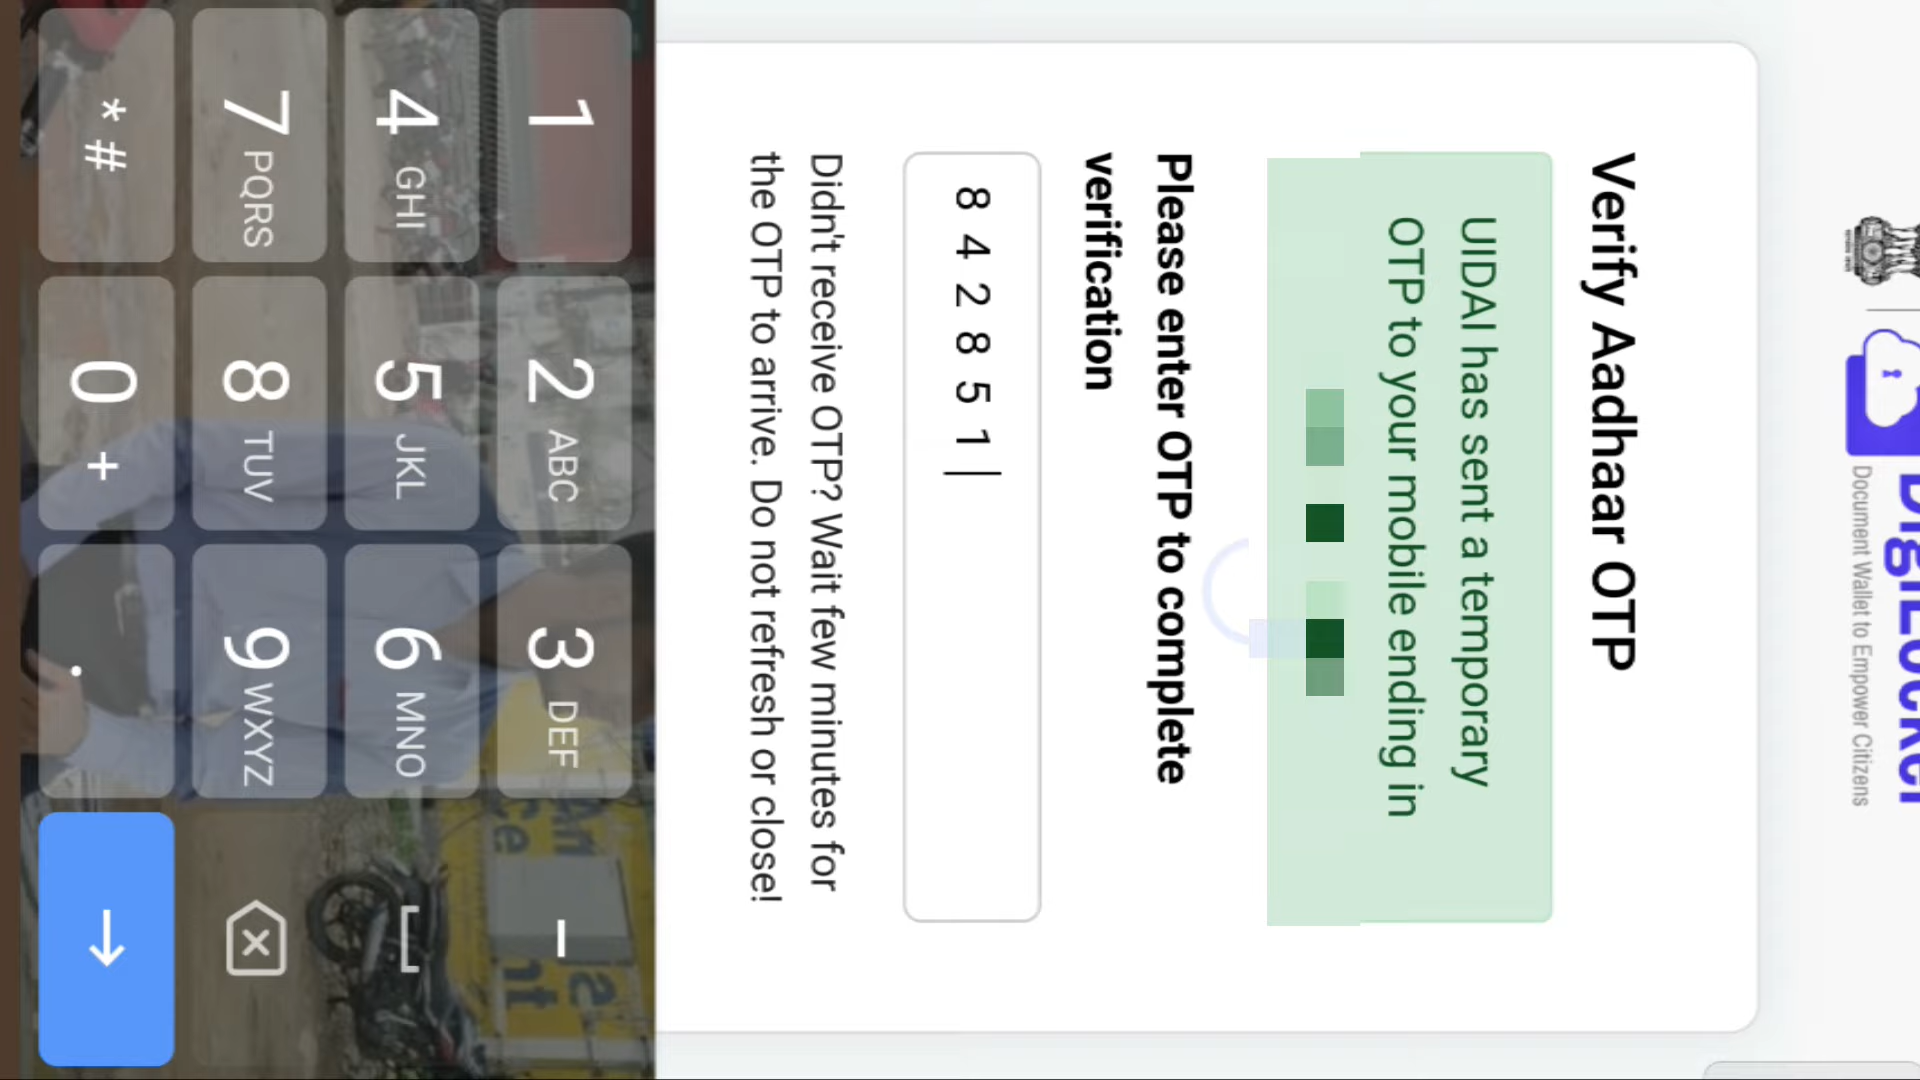 DigiLocker
Document Wallet to Empower Citizens
Verify Aadhaar OTP
UIDAI has sent a temporary
OTP to your mobile ending in
Please enter OTP to complete
verification
8 4 2 8 5 1
Didn't receive OTP? Wait few minutes for
the OTP to arrive. Do not refresh or close!
1 2 ABC 3 DEF -
4 GHI 5 JKL 6 MNO
7 PQRS 8 TUV 9 WXYZ
* # 0 + .